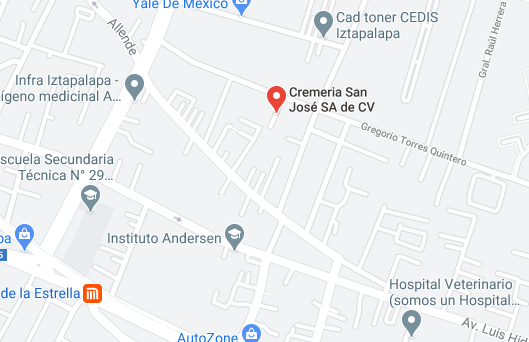 Yale De México
Cad toner CEDIS
Iztapalapa
Allende
Gral. Raúl Herrera
Infra Iztapalapa -
ígeno medicinal A...
Cremeria San
José SA de CV
Gregorio Torres Quintero
scuela Secundaria
Técnica N° 29...
Instituto Andersen
de la Estrella
Hospital Veterinario
(somos un Hospital...
Av. Luis Hi
AutoZone